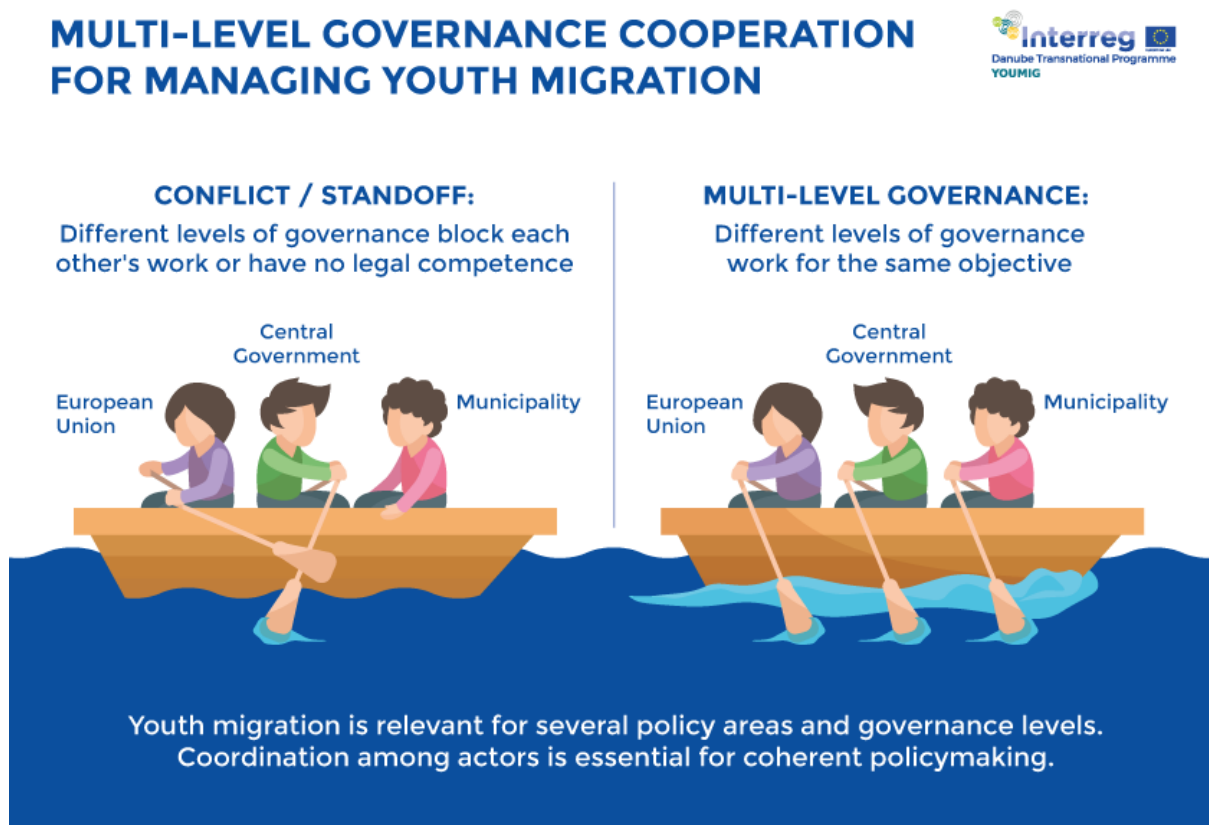 MULTI-LEVEL GOVERNANCE COOPERATION
FOR MANAGING YOUTH MIGRATION
Interreg
Danube Transnational Programme
YOUMIG
CONFLICT / STANDOFF:
Different levels of governance block each
other's work or have no legal competence
Central
Government
European
Union
Municipality
MULTI-LEVEL GOVERNANCE:
Different levels of governance
work for the same objective
Central
Government
European
Union
Municipality
Youth migration is relevant for several policy areas and governance levels.
Coordination among actors is essential for coherent policymaking.